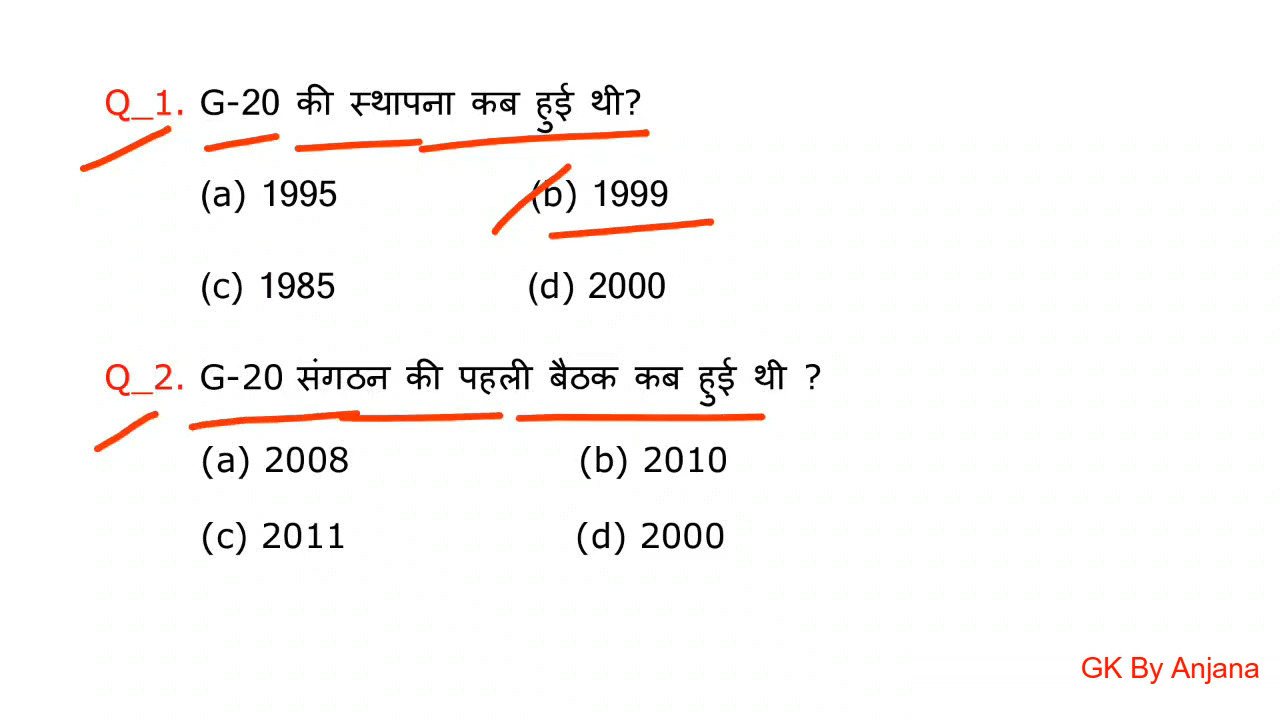 Q_1. G-20 की स्थापना कब हुई थी?
(a) 1995 (b) 1999
(c) 1985 (d) 2000
Q_2. G-20 संगठन की पहली बैठक कब हुई थी ?
(a) 2008 (b) 2010
(c) 2011 (d) 2000
GK By Anjana